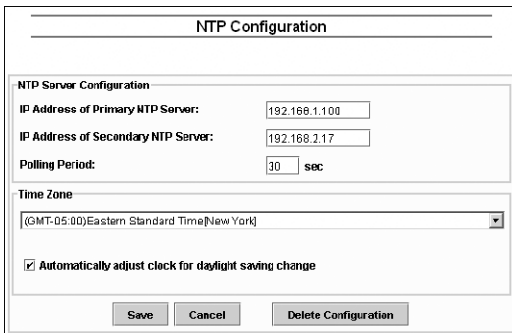 NTP Configuration
NTP Server Configuration
IP Address of Primary NTP Server: 192.168.1.100
IP Address of Secondary NTP Server: 192.168.2.17
Polling Period: 30 sec
Time Zone
(GMT-05:00)Eastern Standard Time[New York]
Automatically adjust clock for daylight saving change
Save Cancel Delete Configuration